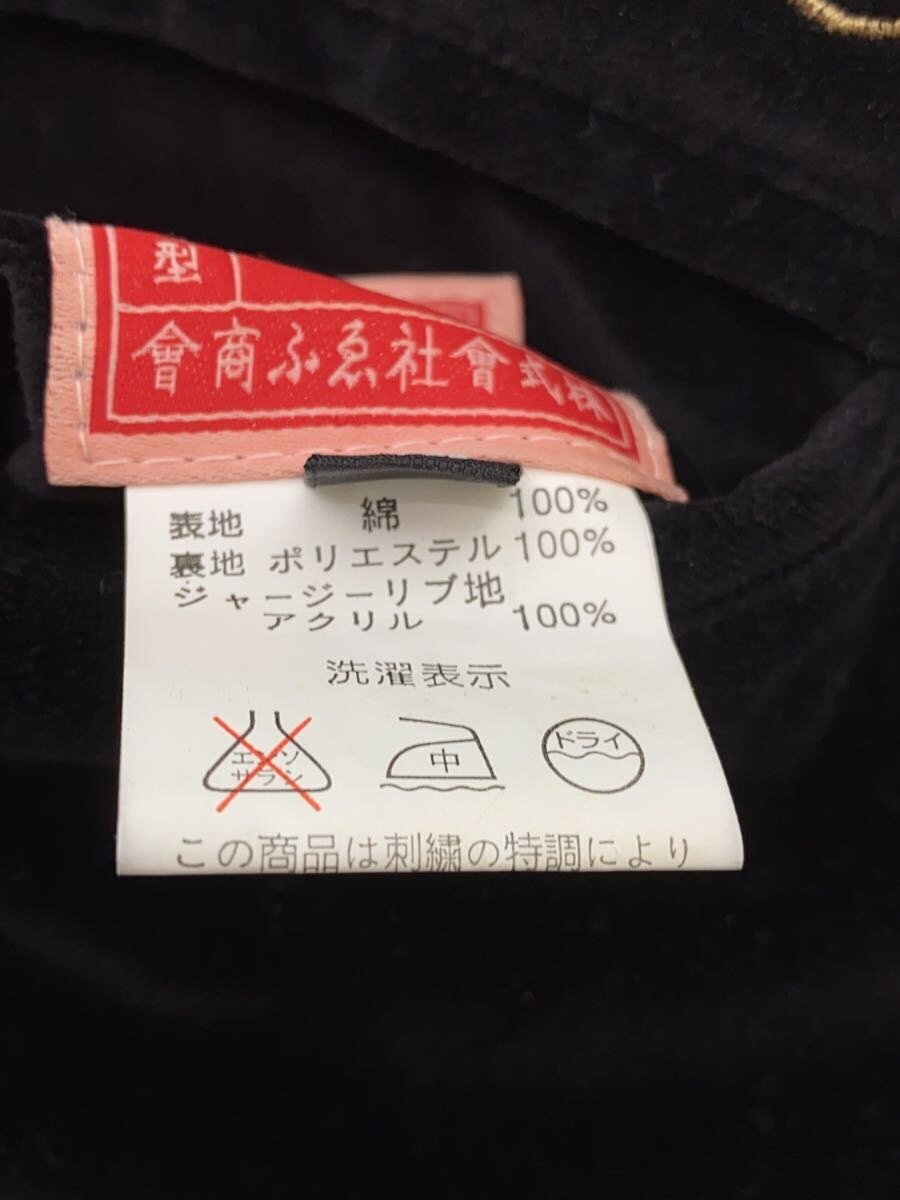 型
會商ふゑ社會式株
表地 綿 100%
裏地 ポリエステル 100%
ジャージーリブ地
アクリル 100%
洗濯表示
エンソ
サラシ
中
ドライ
この商品は刺繍の特調により